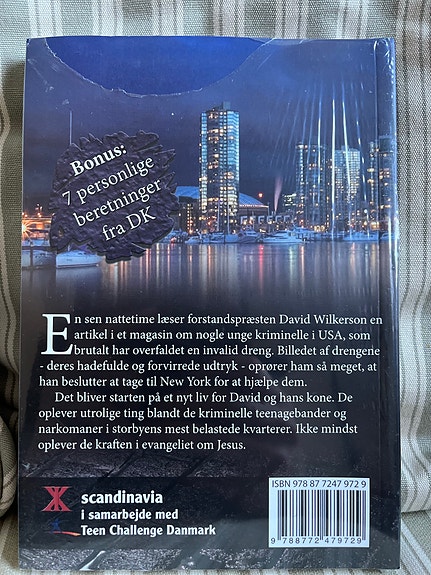 Bonus:
7 personlige
beretninger
fra DK
En sen nattetime læser forstandspræsten David Wilkerson en
artikel i et magasin om nogle unge kriminelle i USA, som
brutalt har overfaldet en invalid dreng. Billedet af drengene
- deres hadefulde og forvirrede udtryk - oprører ham så meget, at
han beslutter at tage til New York for at hjælpe dem.
Det bliver starten på et nyt liv for David og hans kone. De
oplever utrolige ting blandt de kriminelle teenagebander og
narkomaner i storbyens mest belastede kvarterer. Ikke mindst
oplever de kraften i evangeliet om Jesus.
scandinavia
i samarbejde med
Teen Challenge Danmark
ISBN 978 87 7247 972 9
9 788772 479729